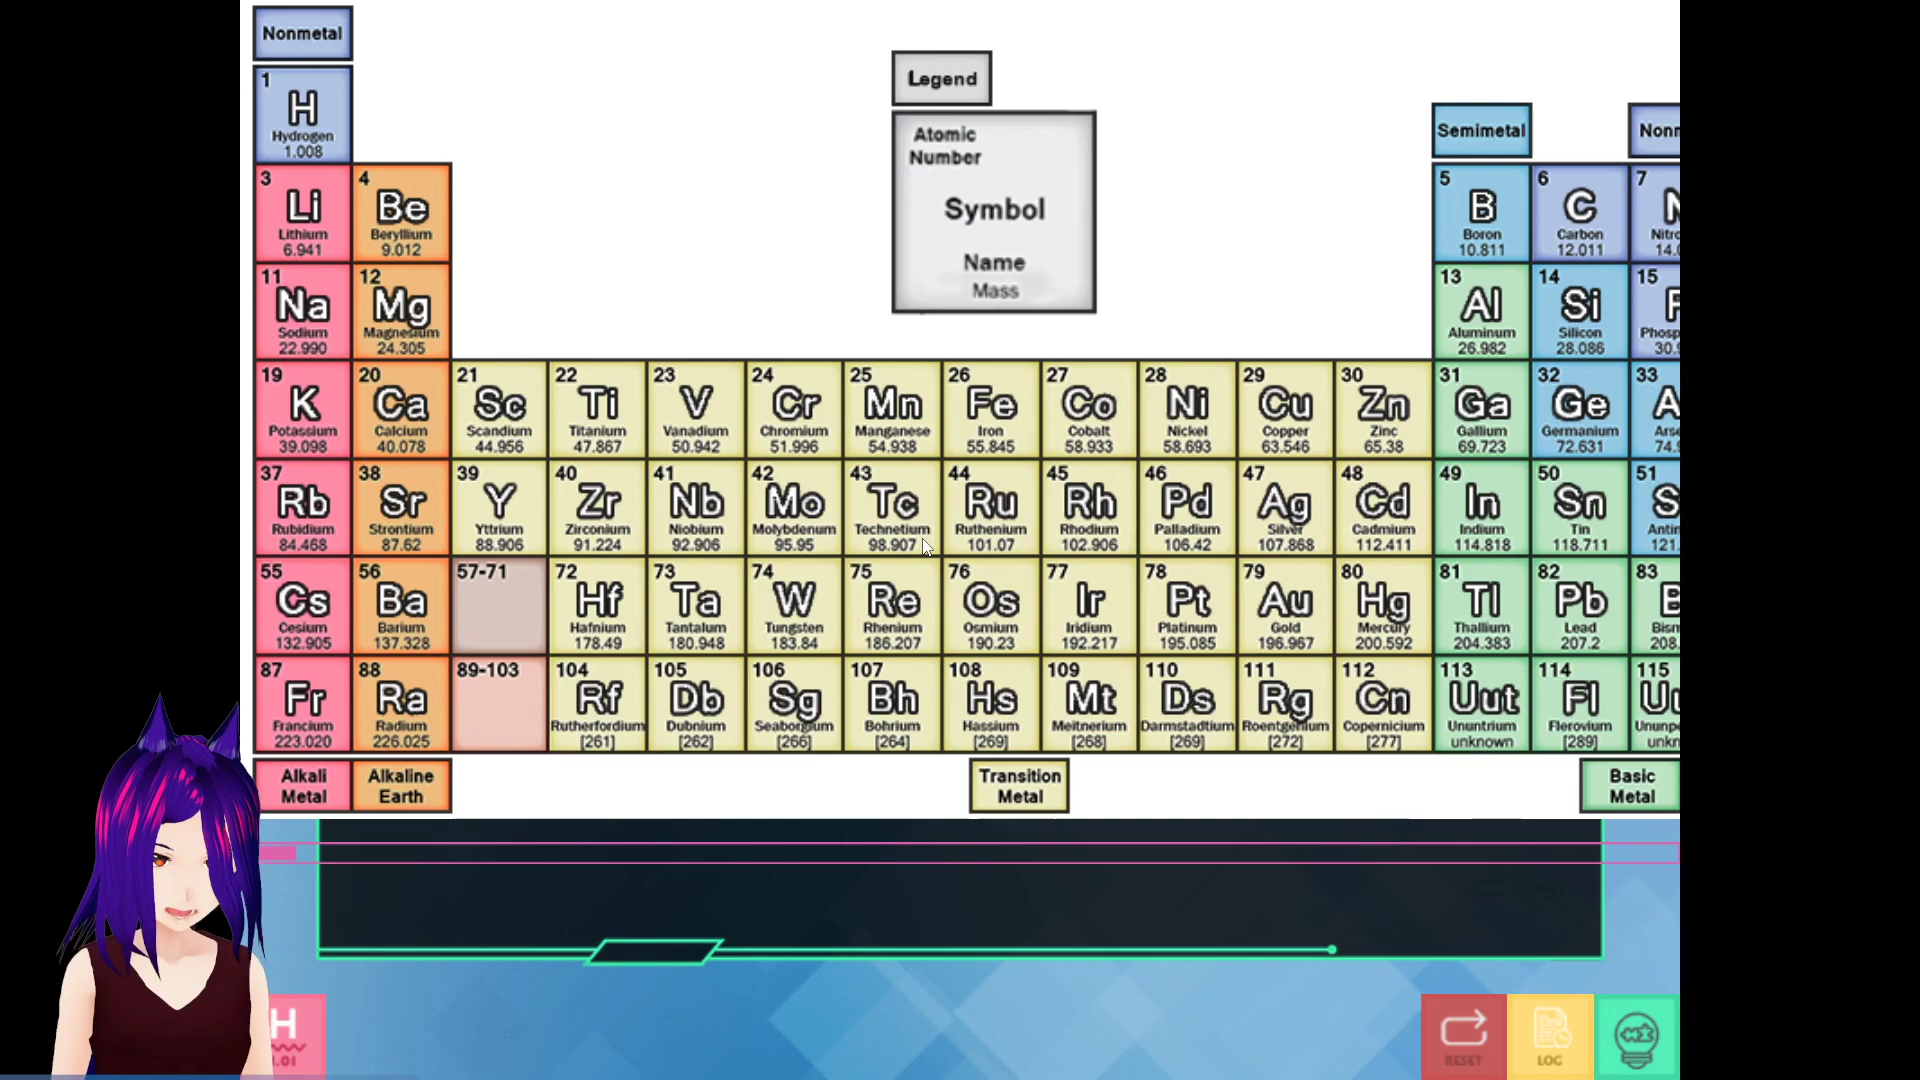 Nonmetal
Legend
Atomic
Number
Symbol
Name
Mass
Semimetal
1
H
Hydrogen
1.008
3 4 5 6 7
Li Be B C
Lithium Beryllium Boron Carbon
6.941 9.012 10.811 12.011
11 12 13 14 15
Na Mg Al Si
Sodium Magnesium Aluminum Silicon
22.990 24.305 26.982 28.086
19 20 21 22 23 24 25 26 27 28 29 30 31 32 33
K Ca Sc Ti V Cr Mn Fe Co Ni Cu Zn Ga Ge
Potassium Calcium Scandium Titanium Vanadium Chromium Manganese Iron Cobalt Nickel Copper Zinc Gallium Germanium
39.098 40.078 44.956 47.867 50.942 51.996 54.938 55.845 58.933 58.693 63.546 65.38 69.723 72.631
37 38 39 40 41 42 43 44 45 46 47 48 49 50 51
Rb Sr Y Zr Nb Mo Tc Ru Rh Pd Ag Cd In Sn
Rubidium Strontium Yttrium Zirconium Niobium Molybdenum Technetium Ruthenium Rhodium Palladium Silver Cadmium Indium Tin
84.468 87.62 88.906 91.224 92.906 95.95 98.907 101.07 102.906 106.42 107.868 112.411 114.818 118.711
55 56 57-71 72 73 74 75 76 77 78 79 80 81 82 83
Cs Ba Hf Ta W Re Os Ir Pt Au Hg Tl Pb
Cesium Barium Hafnium Tantalum Tungsten Rhenium Osmium Iridium Platinum Gold Mercury Thallium Lead
132.905 137.328 178.49 180.948 183.84 186.207 190.23 192.217 195.085 196.967 200.592 204.383 207.2
87 88 89-103 104 105 106 107 108 109 110 111 112 113 114 115
Fr Ra Rf Db Sg Bh Hs Mt Ds Rg Cn Uut Fl
Francium Radium Rutherfordium Dubnium Seaborgium Bohrium Hassium Meitnerium Darmstadtium Roentgenium Copernicium Ununtrium Flerovium
223.020 226.025 [261] [262] [266] [264] [269] [268] [269] [272] [277] unknown [289]
Alkali
Metal
Alkaline
Earth
Transition
Metal
Basic
Metal
H
RESET LOG